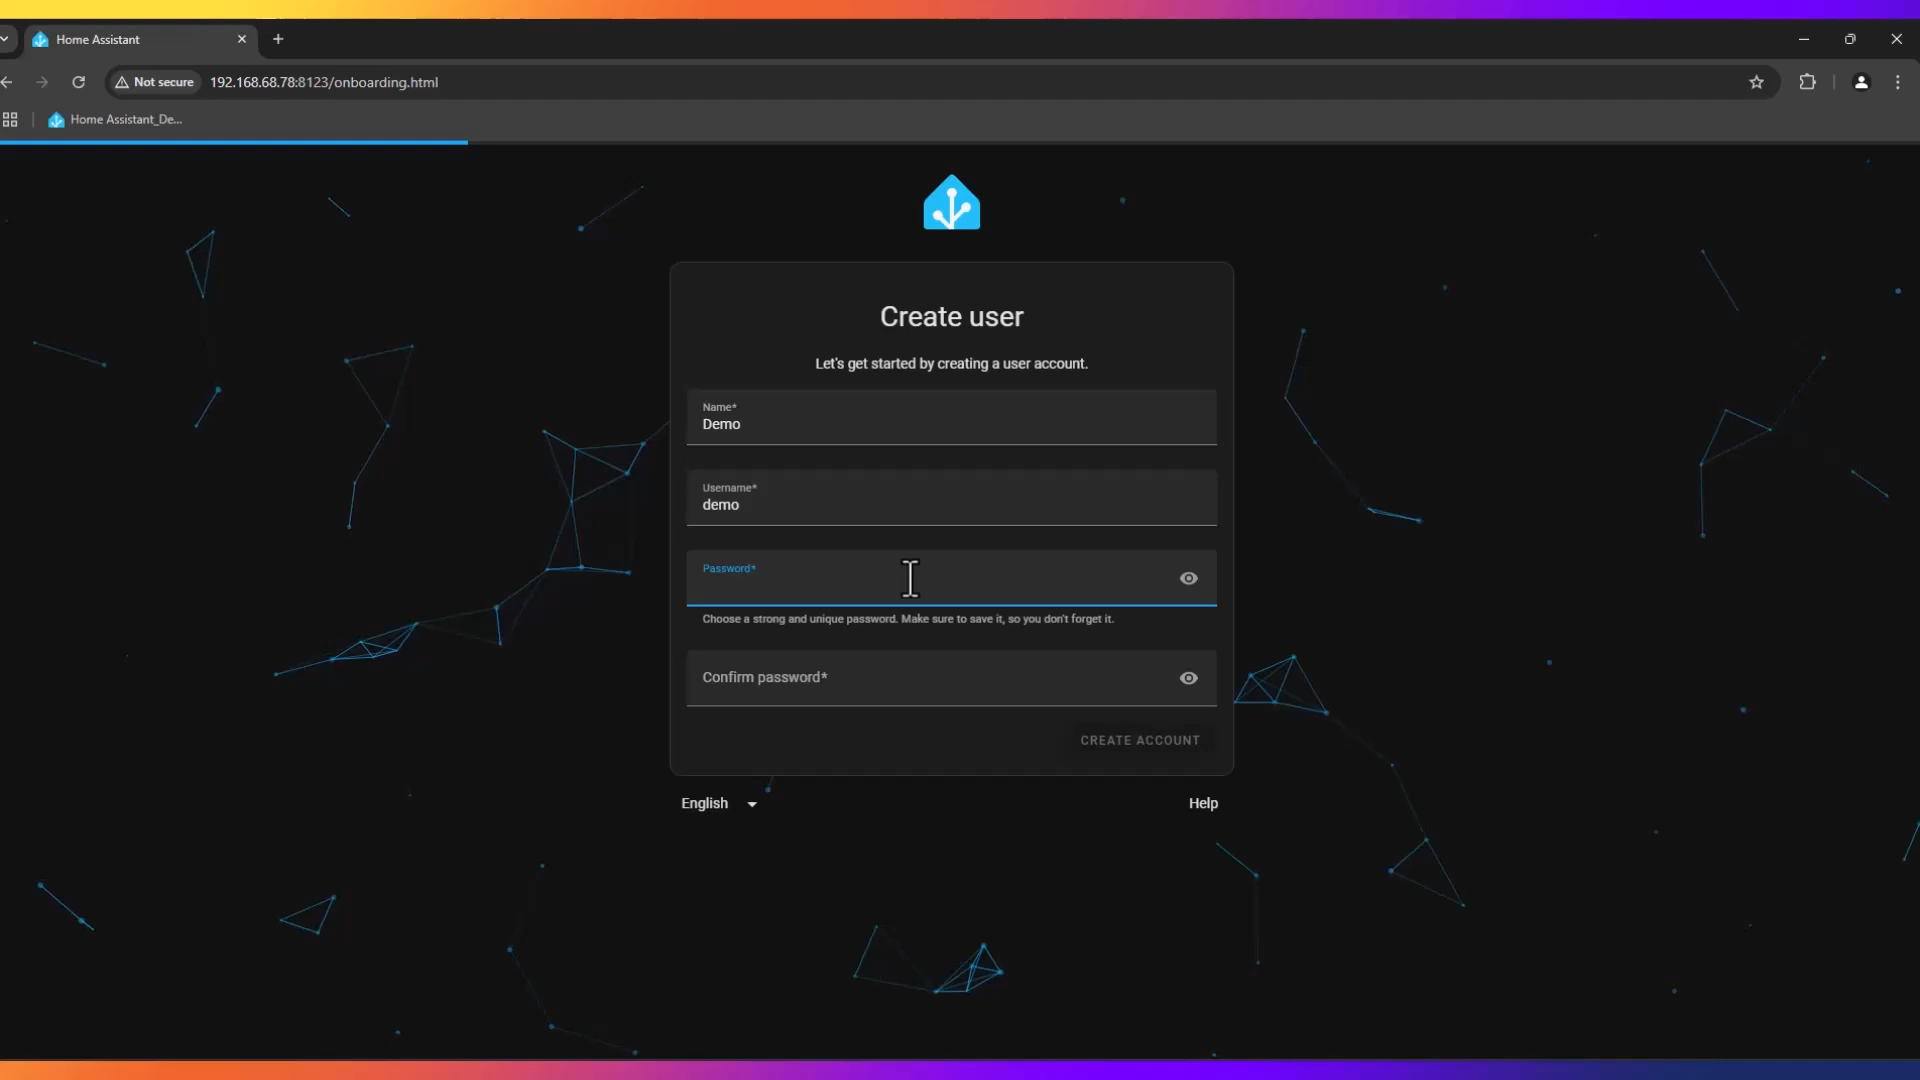 Home Assistant
Not secure
192.168.68.78:8123/onboarding.html
Home Assistant_De...
Create user
Let's get started by creating a user account.
Name*
Demo
Username*
demo
Password*
Choose a strong and unique password. Make sure to save it, so you don't forget it.
Confirm password*
CREATE ACCOUNT
English
Help